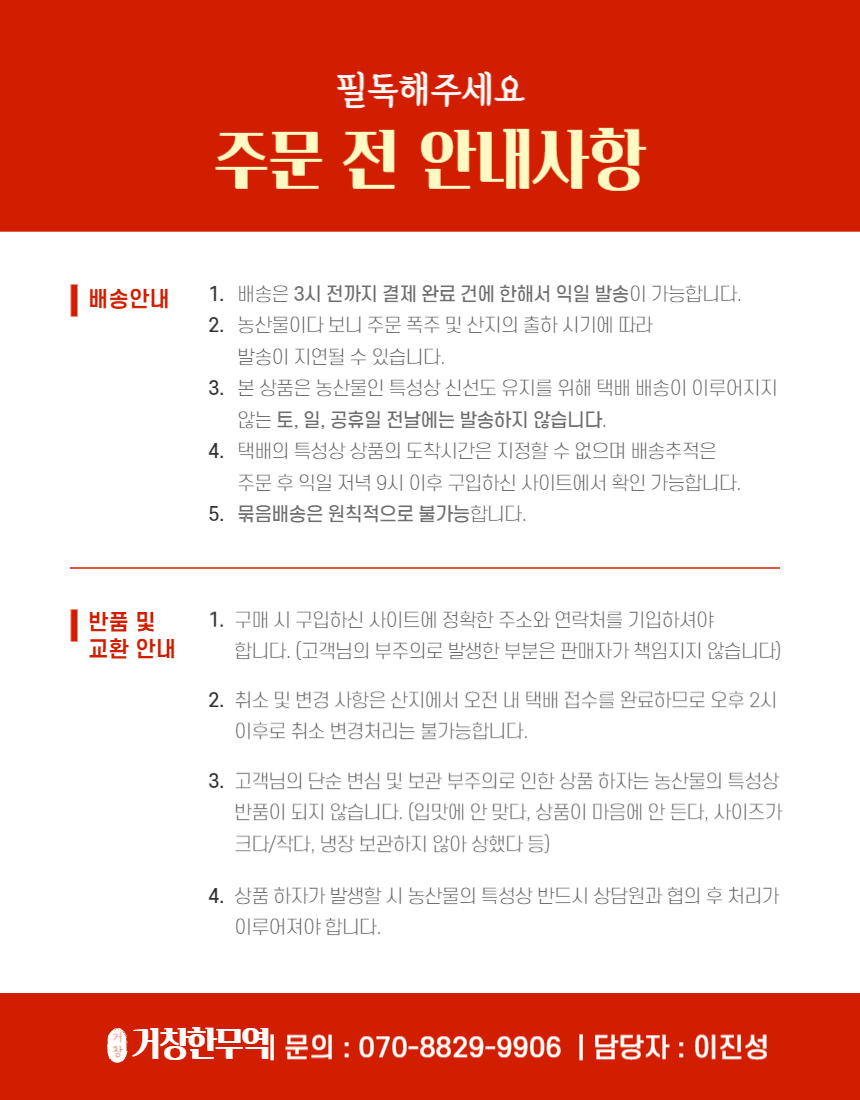 필독해주세요
주문 전 안내사항
배송안내
1. 배송은 3시 전까지 결제 완료 건에 한해서 익일 발송이 가능합니다.
2. 농산물이다 보니 주문 폭주 및 산지의 출하 시기에 따라
발송이 지연될 수 있습니다.
3. 본 상품은 농산물인 특성상 신선도 유지를 위해 택배 배송이 이루어지지
않는 토, 일, 공휴일 전날에는 발송하지 않습니다.
4. 택배의 특성상 상품의 도착시간은 지정할 수 없으며 배송추적은
주문 후 익일 저녁 9시 이후 구입하신 사이트에서 확인 가능합니다.
5. 묶음배송은 원칙적으로 불가능합니다.
반품 및
교환 안내
1. 구매 시 구입하신 사이트에 정확한 주소와 연락처를 기입하셔야
합니다. (고객님의 부주의로 발생한 부분은 판매자가 책임지지 않습니다)
2. 취소 및 변경 사항은 산지에서 오전 내 택배 접수를 완료하므로 오후 2시
이후로 취소 변경처리는 불가능합니다.
3. 고객님의 단순 변심 및 보관 부주의로 인한 상품 하자는 농산물의 특성상
반품이 되지 않습니다. (입맛에 안 맞다, 상품이 마음에 안 든다, 사이즈가
크다/작다, 냉장 보관하지 않아 상했다 등)
4. 상품 하자가 발생할 시 농산물의 특성상 반드시 상담원과 협의 후 처리가
이루어져야 합니다.
거창 거창한무역 | 문의 : 070-8829-9906 | 담당자 : 이진성